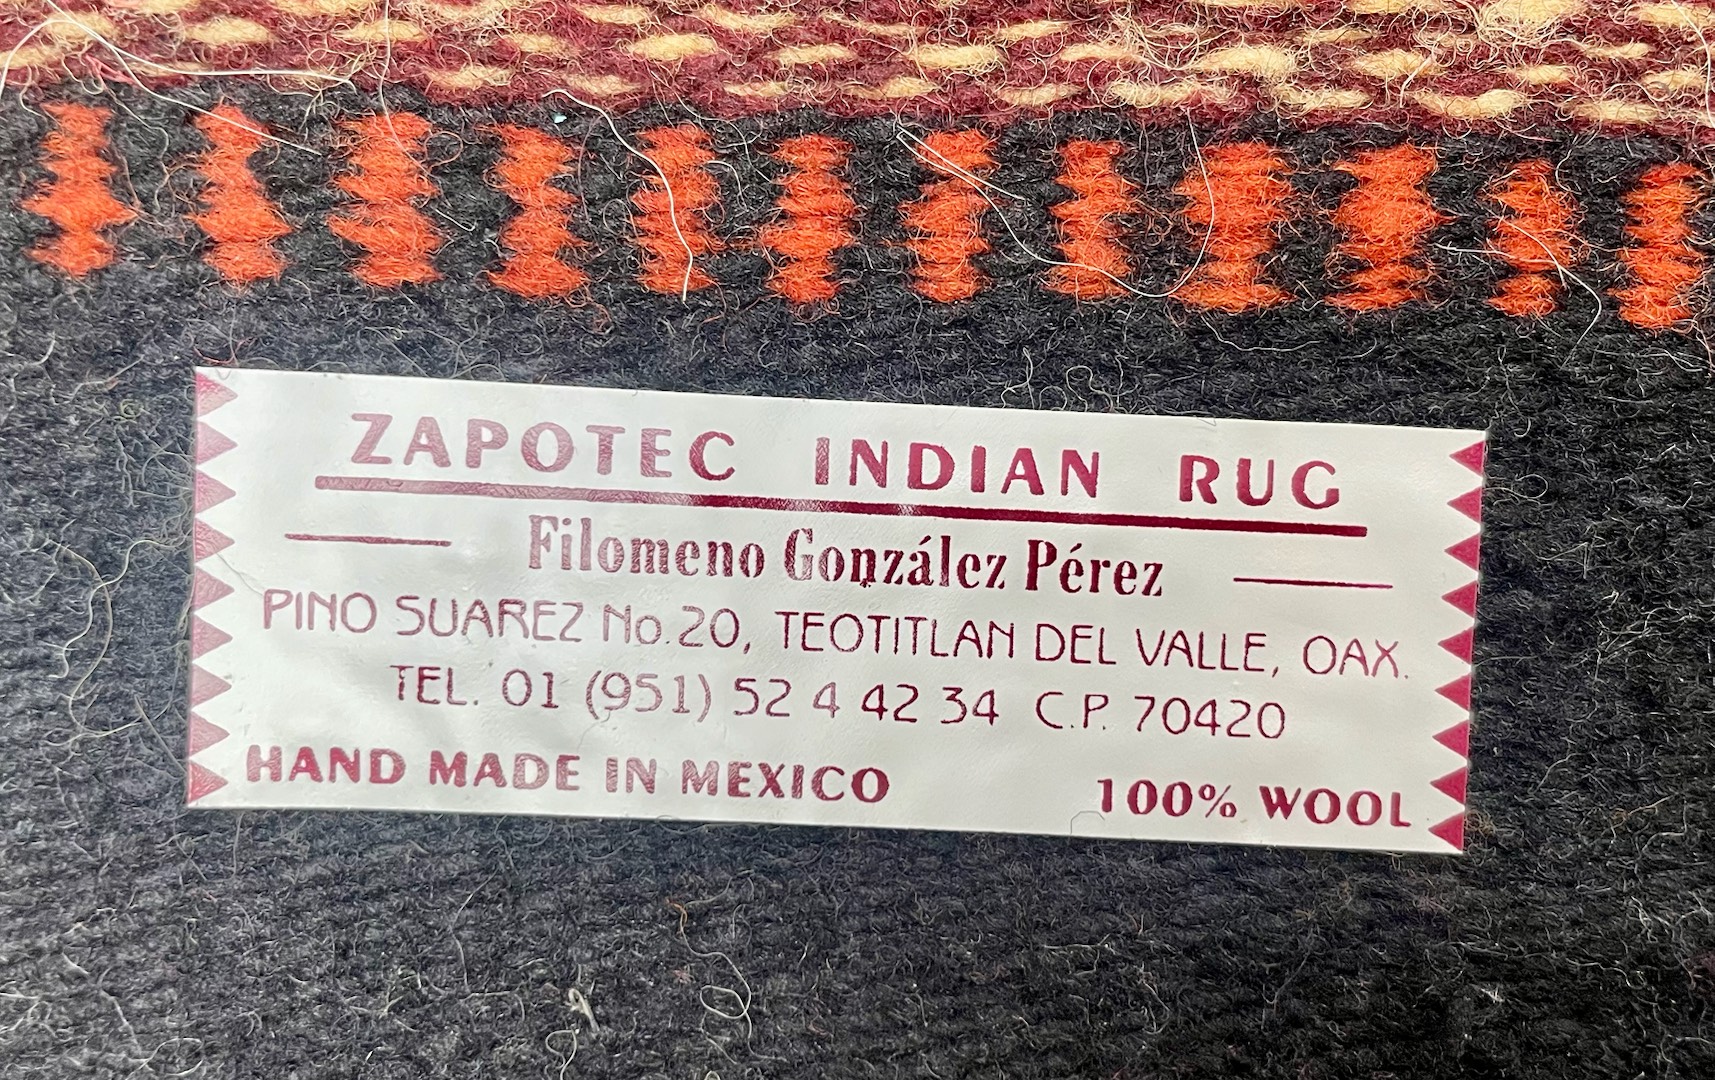 ZAPOTEC INDIAN RUG
Filomeno González Pérez
PINO SUAREZ No.20, TEOTITLAN DEL VALLE, OAX.
TEL. 01 (951) 52 4 42 34 C.P. 70420
HAND MADE IN MEXICO 100% WOOL